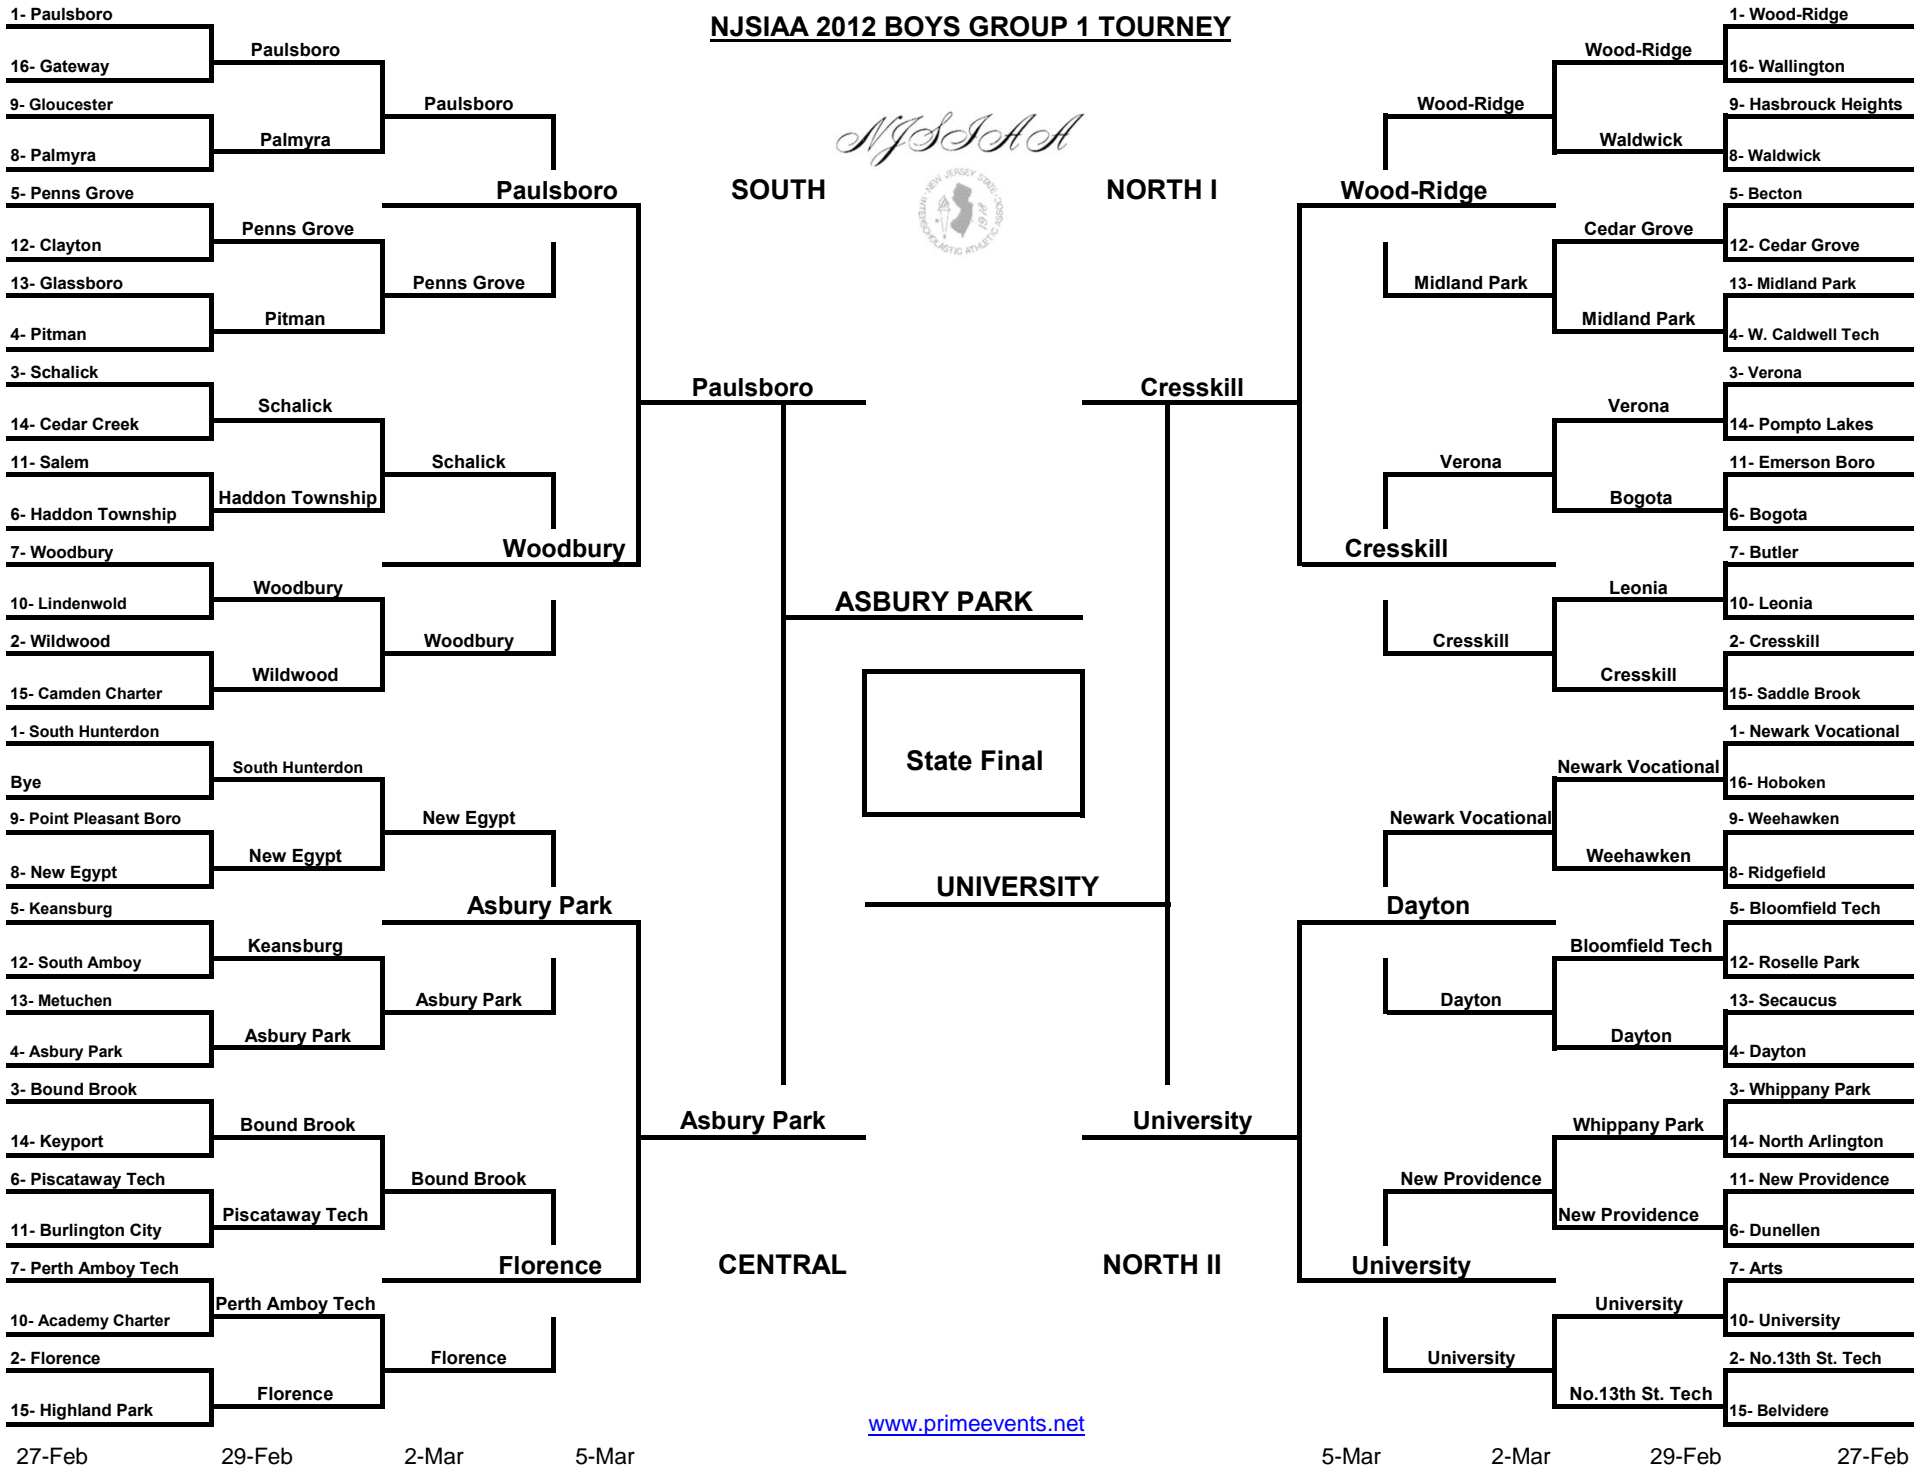 NJSIAA 2012 BOYS GROUP 1 TOURNEY
NJSIAA
NEW JERSEY STATE INTERSCHOLASTIC ATHLETIC ASSOC.
1918
SOUTH
1- Paulsboro
16- Gateway
9- Gloucester
8- Palmyra
5- Penns Grove
12- Clayton
13- Glassboro
4- Pitman
3- Schalick
14- Cedar Creek
11- Salem
6- Haddon Township
7- Woodbury
10- Lindenwold
2- Wildwood
15- Camden Charter
Paulsboro
Palmyra
Penns Grove
Pitman
Schalick
Haddon Township
Woodbury
Wildwood
Paulsboro
Penns Grove
Schalick
Woodbury
Paulsboro
Woodbury
Paulsboro
CENTRAL
1- South Hunterdon
Bye
9- Point Pleasant Boro
8- New Egypt
5- Keansburg
12- South Amboy
13- Metuchen
4- Asbury Park
3- Bound Brook
14- Keyport
6- Piscataway Tech
11- Burlington City
7- Perth Amboy Tech
10- Academy Charter
2- Florence
15- Highland Park
South Hunterdon
New Egypt
Keansburg
Asbury Park
Bound Brook
Piscataway Tech
Perth Amboy Tech
Florence
New Egypt
Asbury Park
Bound Brook
Florence
Asbury Park
Florence
Asbury Park
ASBURY PARK
State Final
UNIVERSITY
NORTH I
1- Wood-Ridge
16- Wallington
9- Hasbrouck Heights
8- Waldwick
5- Becton
12- Cedar Grove
13- Midland Park
4- W. Caldwell Tech
3- Verona
14- Pompto Lakes
11- Emerson Boro
6- Bogota
7- Butler
10- Leonia
2- Cresskill
15- Saddle Brook
Wood-Ridge
Waldwick
Cedar Grove
Midland Park
Verona
Bogota
Leonia
Cresskill
Wood-Ridge
Midland Park
Verona
Cresskill
Wood-Ridge
Cresskill
Cresskill
NORTH II
1- Newark Vocational
16- Hoboken
9- Weehawken
8- Ridgefield
5- Bloomfield Tech
12- Roselle Park
13- Secaucus
4- Dayton
3- Whippany Park
14- North Arlington
11- New Providence
6- Dunellen
7- Arts
10- University
2- No.13th St. Tech
15- Belvidere
Newark Vocational
Weehawken
Bloomfield Tech
Dayton
Whippany Park
New Providence
University
No.13th St. Tech
Newark Vocational
Dayton
New Providence
University
Dayton
University
University
www.primeevents.net
27-Feb
29-Feb
2-Mar
5-Mar
5-Mar
2-Mar
29-Feb
27-Feb